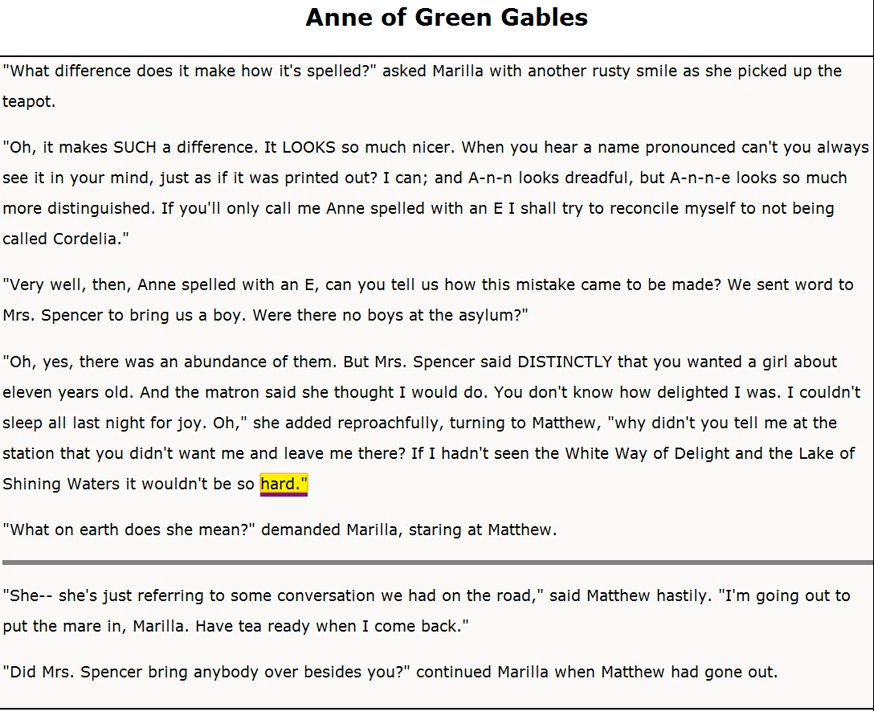 Anne of Green Gables
"What difference does it make how it's spelled?" asked Marilla with another rusty smile as she picked up the
teapot.
"Oh, it makes SUCH a difference. It LOOKS so much nicer. When you hear a name pronounced can't you always
see it in your mind, just as if it was printed out? I can; and A-n-n looks dreadful, but A-n-n-e looks so much
more distinguished. If you'll only call me Anne spelled with an E I shall try to reconcile myself to not being
called Cordelia."
"Very well, then, Anne spelled with an E, can you tell us how this mistake came to be made? We sent word to
Mrs. Spencer to bring us a boy. Were there no boys at the asylum?"
"Oh, yes, there was an abundance of them. But Mrs. Spencer said DISTINCTLY that you wanted a girl about
eleven years old. And the matron said she thought I would do. You don't know how delighted I was. I couldn't
sleep all last night for joy. Oh," she added reproachfully, turning to Matthew, "why didn't you tell me at the
station that you didn't want me and leave me there? If I hadn't seen the White Way of Delight and the Lake of
Shining Waters it wouldn't be so hard."
"What on earth does she mean?" demanded Marilla, staring at Matthew.
"She-- she's just referring to some conversation we had on the road," said Matthew hastily. "I'm going out to
put the mare in, Marilla. Have tea ready when I come back."
"Did Mrs. Spencer bring anybody over besides you?" continued Marilla when Matthew had gone out.